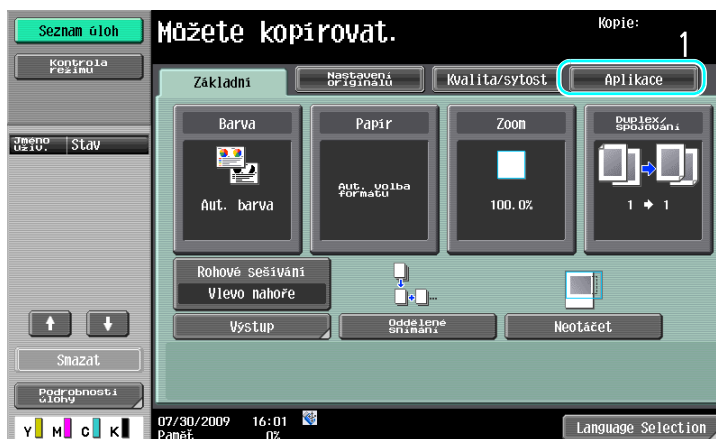 Seznam úloh
Můžete kopírovat.
Kopie:
1
Kontrola
režimu
Základní
Nastavení
originálu
Kvalita/sytost
Aplikace
Barva
Papír
Zoom
Duplex/
spojování
Jméno
uživ.
Stav
Aut. barva
Aut. volba
formátu
100.0%
1 → 1
Rohové sešívání
Vlevo nahoře
Výstup
Oddělené
snímání
Neotáčet
Smazat
Podrobnosti
úlohy
Y M C K
07/30/2009 16:01
Paměť 0%
Language Selection